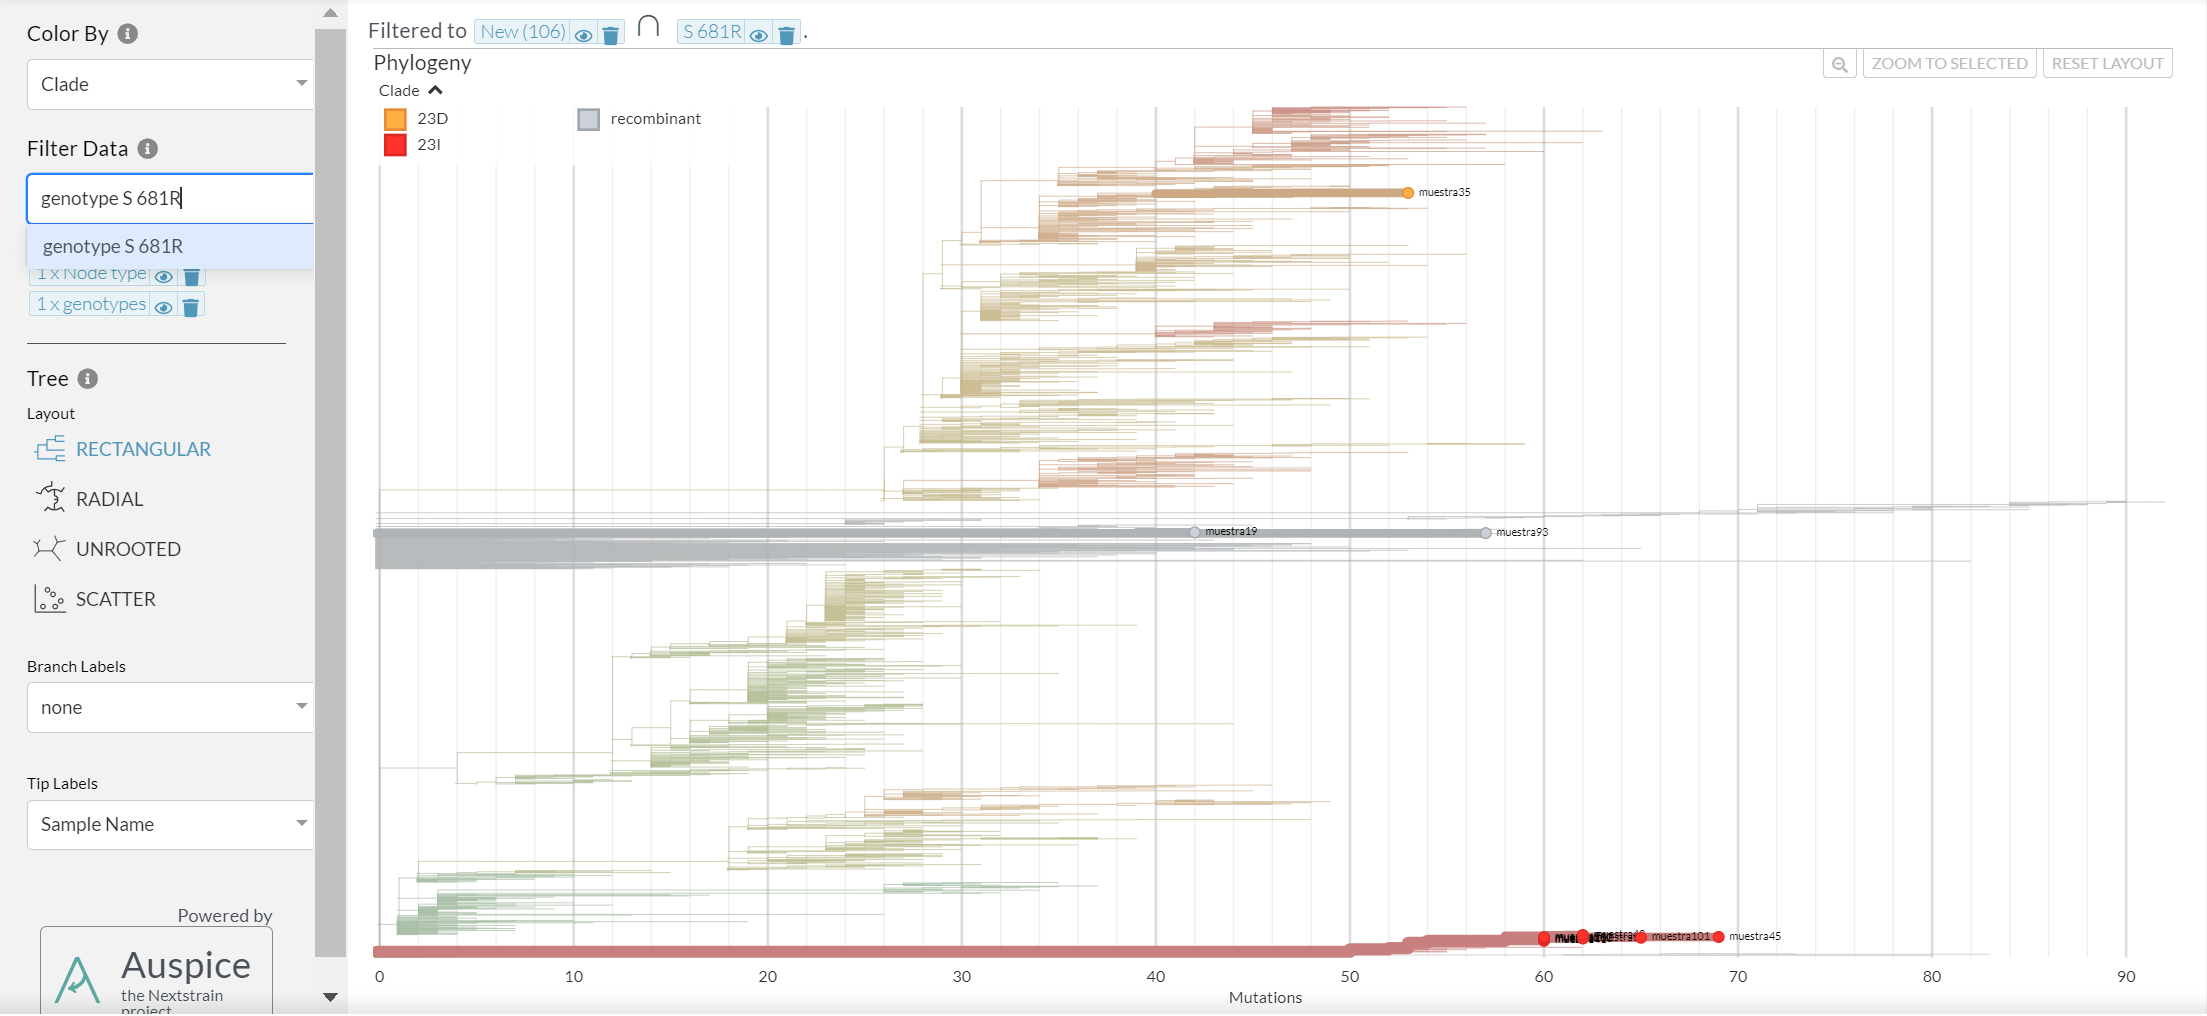 Color By
Clade
Filter Data
genotype S 681R
genotype S 681R
1 x Node type
1 x genotypes
Tree
Layout
RECTANGULAR
RADIAL
UNROOTED
SCATTER
Branch Labels
none
Tip Labels
Sample Name
Powered by
Auspice
the Nextstrain
project
Filtered to New (106) ∩ S 681R .
Phylogeny
ZOOM TO SELECTED
RESET LAYOUT
Clade
23D
recombinant
23I
muestra35
muestra19
muestra93
muestra101
muestra45
0 10 20 30 40 50 60 70 80 90
Mutations